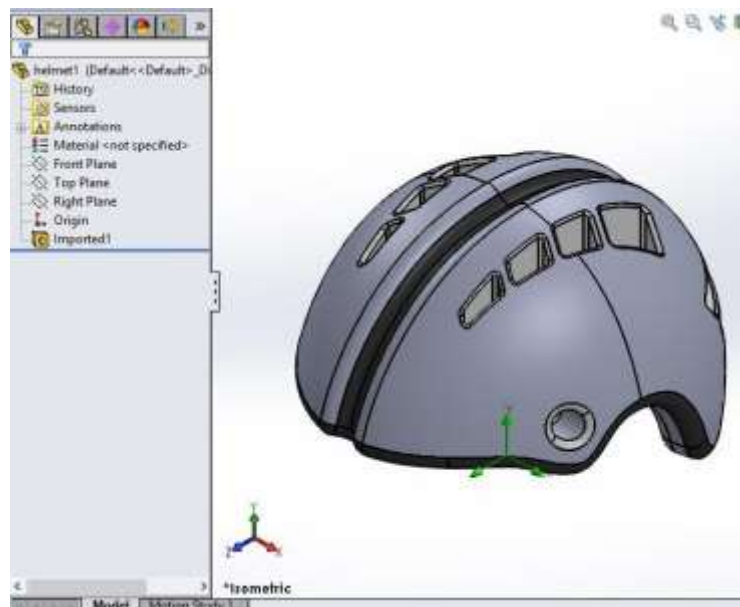 helmet1 (Default<<Default>_Di
History
Sensors
Annotations
Material <not specified>
Front Plane
Top Plane
Right Plane
Origin
Imported1
Y
Z
X
*Isometric
Model
Motion Study 1